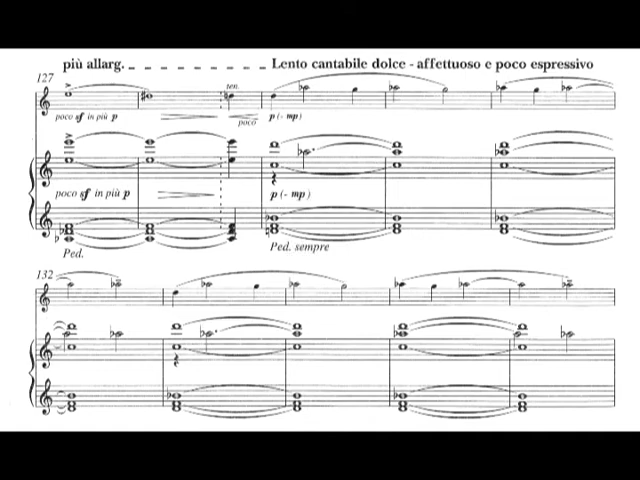 più allarg. Lento cantabile dolce - affettuoso e poco espressivo
127
ten.
poco sf in più p poco p (- mp)
poco sf in più p p (- mp)
Ped. Ped. sempre
132